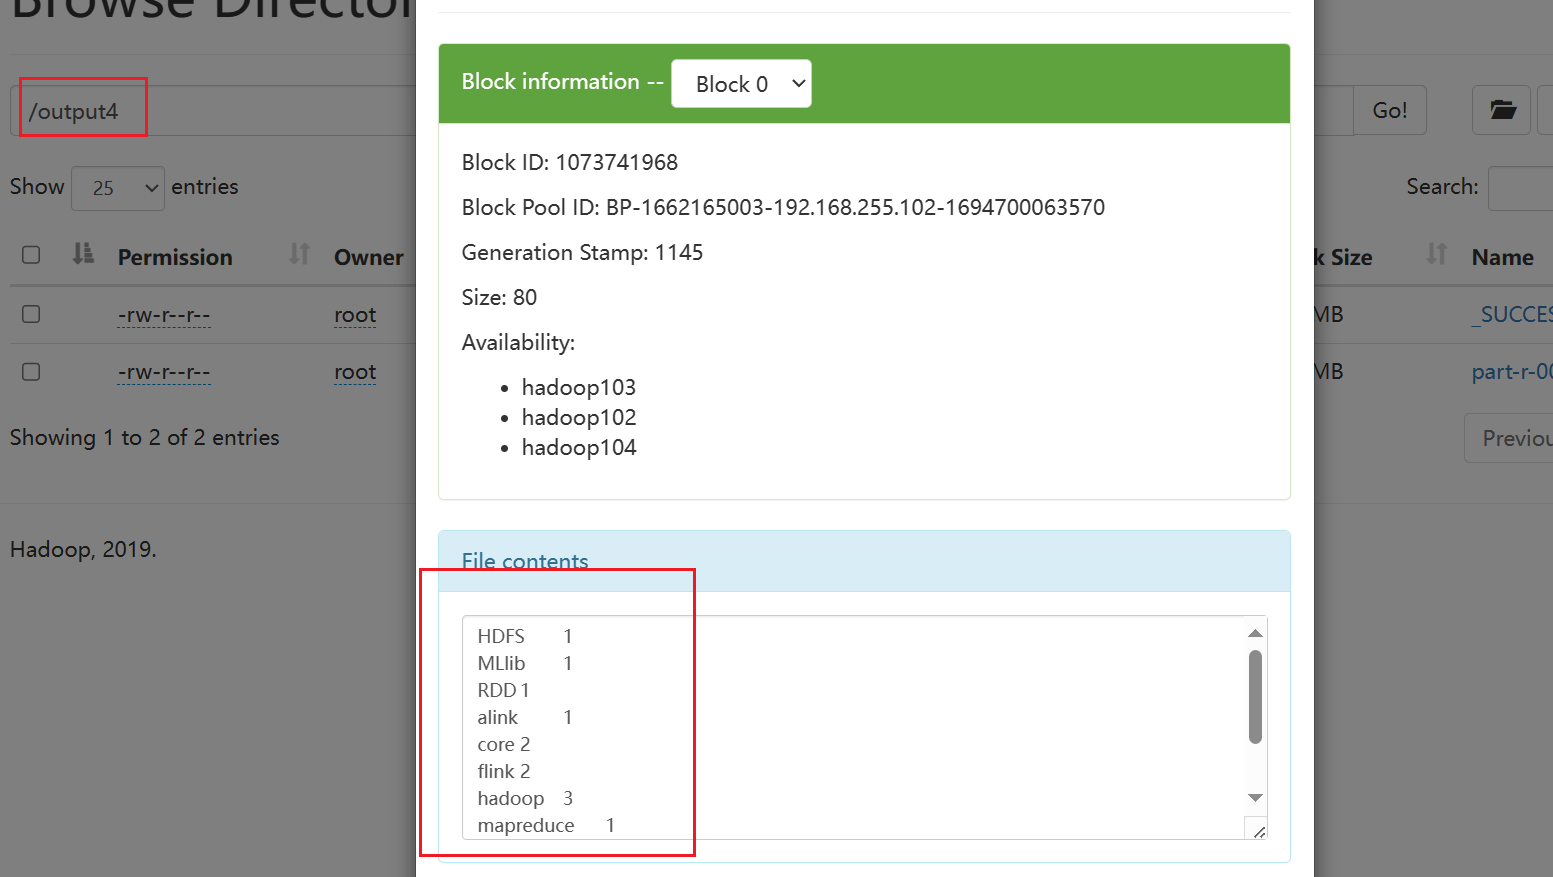 Browse Director
/output4
Go!
Show 25 entries
Search:
Permission Owner
k Size Name
-rw-r--r-- root
MB _SUCCES
-rw-r--r-- root
MB part-r-00
Showing 1 to 2 of 2 entries
Previou
Hadoop, 2019.
Block information -- Block 0
Block ID: 1073741968
Block Pool ID: BP-1662165003-192.168.255.102-1694700063570
Generation Stamp: 1145
Size: 80
Availability:
hadoop103
hadoop102
hadoop104
File contents
HDFS 1
MLlib 1
RDD 1
alink 1
core 2
flink 2
hadoop 3
mapreduce 1